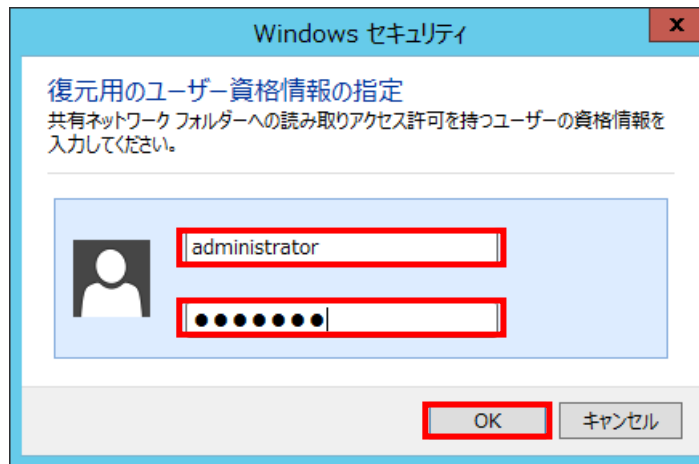 Windows セキュリティ
x
復元用のユーザー資格情報の指定
共有ネットワーク フォルダーへの読み取りアクセス許可を持つユーザーの資格情報を
入力してください。
administrator
●●●●●●●
OK
キャンセル